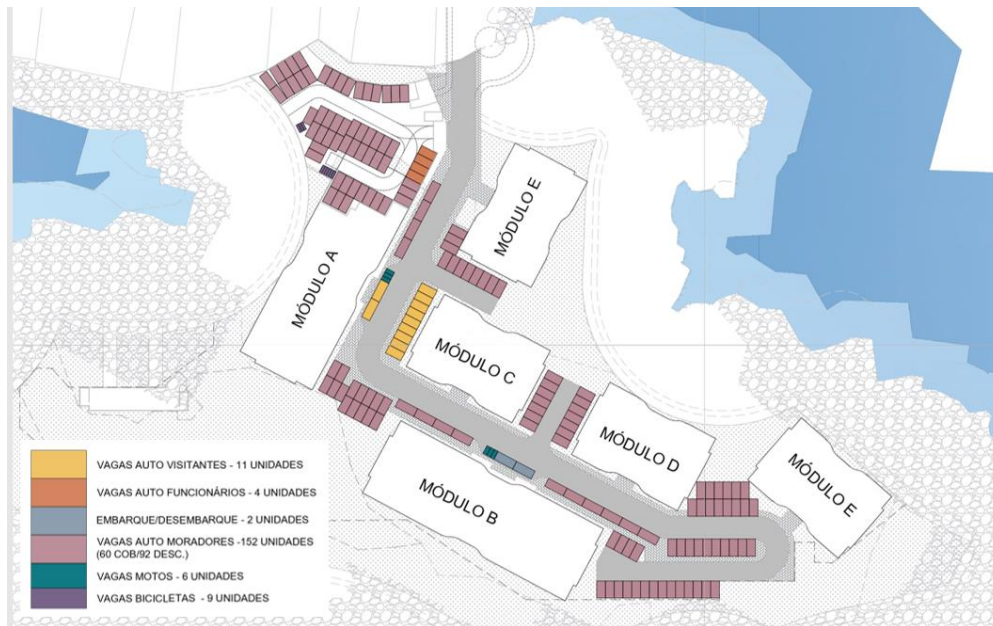 MÓDULO E
MÓDULO A
MÓDULO C
MÓDULO D
MÓDULO B
MÓDULO E
VAGAS AUTO VISITANTES - 11 UNIDADES
VAGAS AUTO FUNCIONÁRIOS - 4 UNIDADES
EMBARQUE/DESEMBARQUE - 2 UNIDADES
VAGAS AUTO MORADORES -152 UNIDADES
(60 COB/92 DESC.)
VAGAS MOTOS - 6 UNIDADES
VAGAS BICICLETAS - 9 UNIDADES